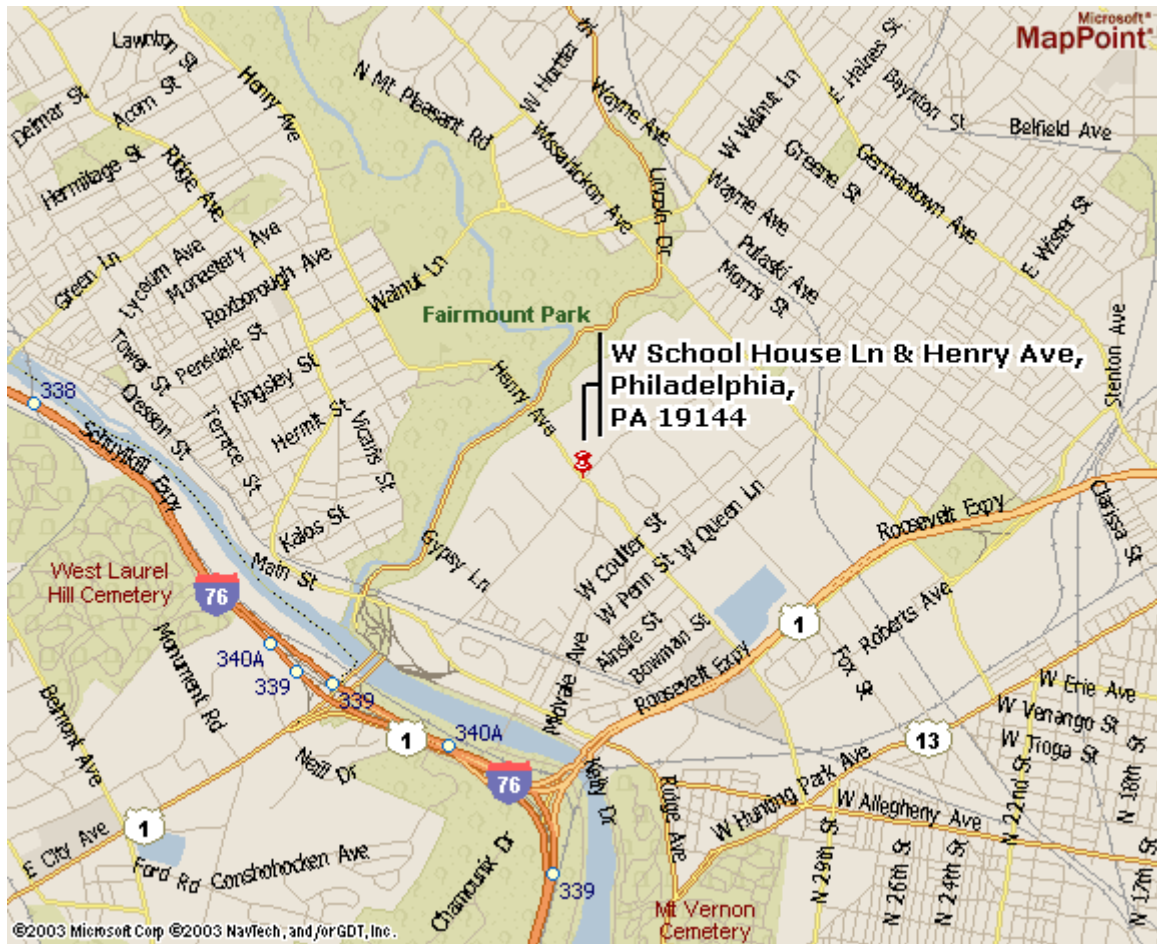 Microsoft®
MapPoint®
Lawnton St
Delmar St
Acorn St
Henry Ave
N Mt. Pleasant Rd
W Hortter
Wayne Ave
W Walnut Ln
E Haines St
Baynton St
Belfield Ave
Hermitage St
Ridge Ave
Wissahickon Ave
Lincoln Dr
Greene St
Germantown Ave
Wayne Ave
E Wister St
Green Ln
Lyceum Ave
Monastery Ave
Roxborough Ave
Walnut Ln
Pulaski Ave
Morris St
Fairmount Park
Tower St
Pensdale St
Kingsley St
Hermit St
Vicaris St
Cresson St
Terrace St
Henry Ave
W School House Ln & Henry Ave,
Philadelphia,
PA 19144
Stenton Ave
338
Schuylkill Expy
Kalos St
Main St
Gypsy Ln
W Coulter St
W Penn St
W Queen Ln
Roosevelt Expy
Clarissa St
West Laurel
Hill Cemetery
76
Monument Rd
340A
339
339
Midvale Ave
Ainslie St
Bowman St
Roosevelt Expy
1
Fox St
Roberts Ave
Belmont Ave
1
340A
Neill Dr
76
Kelly Dr
Ridge Ave
W Hunting Park Ave
13
W Erie Ave
W Venango St
W Tioga St
N 22nd St
N 18th St
W Allegheny Ave
1
E City Ave
Ford Rd
Conshohocken Ave
Chamounix Dr
339
Mt Vernon
Cemetery
N 29th St
N 26th St
N 24th St
N 17th St
©2003 Microsoft Corp ©2003 NavTech, and/or GDT, Inc.